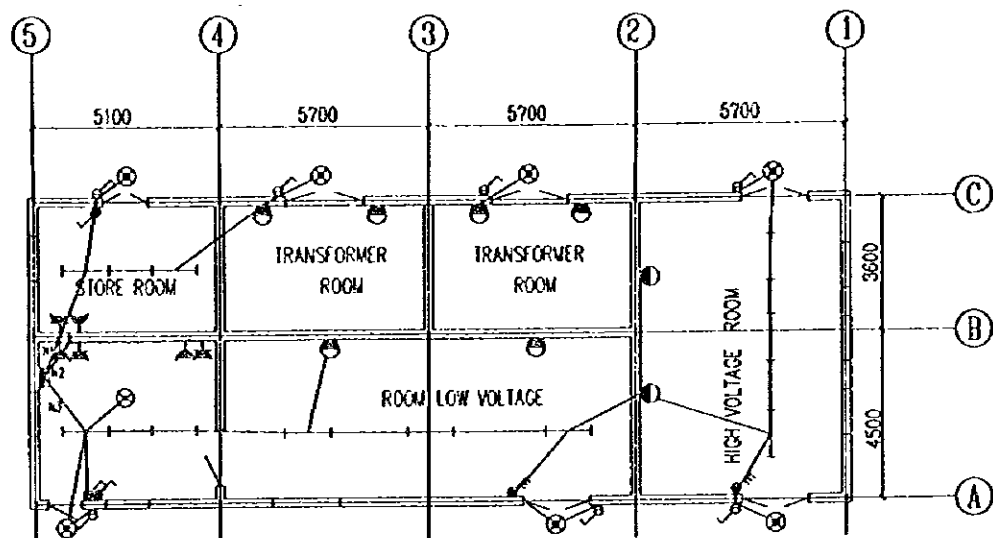 5 4 3 2 1
5100 5700 5700 5700
C
TRANSFORMER
ROOM
TRANSFORMER
ROOM
STORE ROOM
3600
B
HIGH VOLTAGE ROOM
N2
ROOM LOW VOLTAGE
4500
A